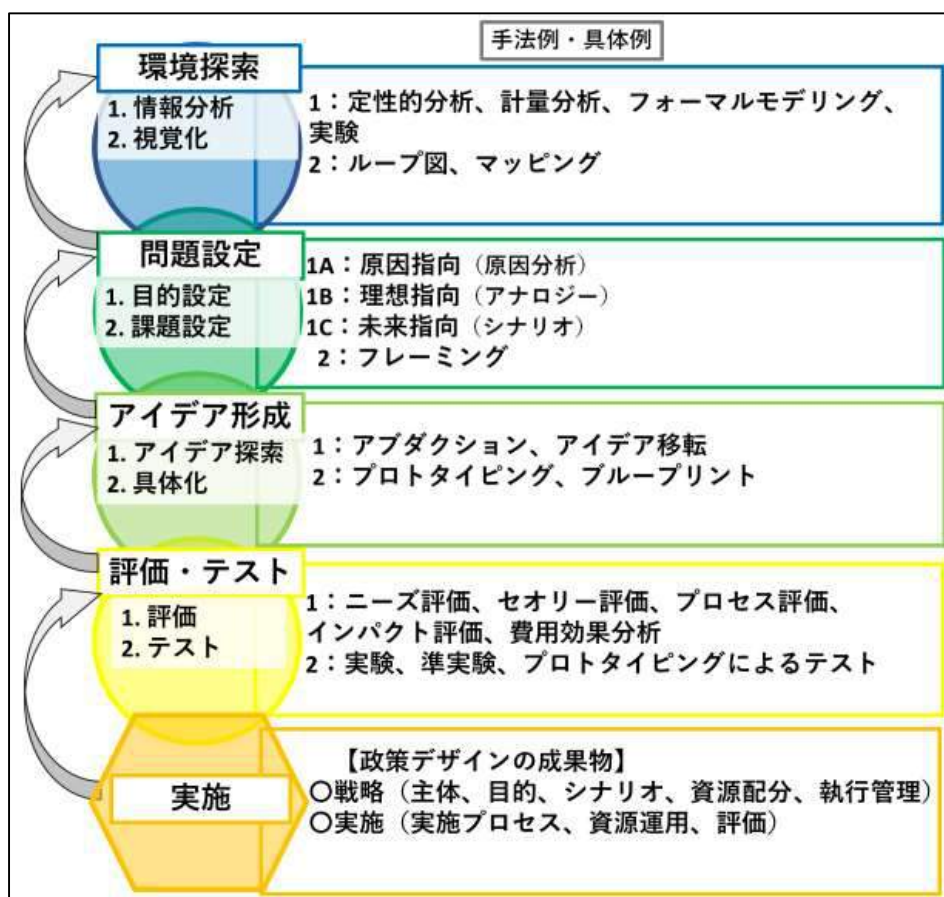 手法例・具体例
環境探索
1. 情報分析
2. 視覚化
1：定性的分析、計量分析、フォーマルモデリング、
実験
2：ループ図、マッピング
問題設定
1. 目的設定
2. 課題設定
1A：原因指向（原因分析）
1B：理想指向（アナロジー）
1C：未来指向（シナリオ）
2：フレーミング
アイデア形成
1. アイデア探索
2. 具体化
1：アブダクション、アイデア移転
2：プロトタイピング、ブループリント
評価・テスト
1. 評価
2. テスト
1：ニーズ評価、セオリー評価、プロセス評価、
インパクト評価、費用効果分析
2：実験、準実験、プロトタイピングによるテスト
実施
【政策デザインの成果物】
〇戦略（主体、目的、シナリオ、資源配分、執行管理）
〇実施（実施プロセス、資源運用、評価）